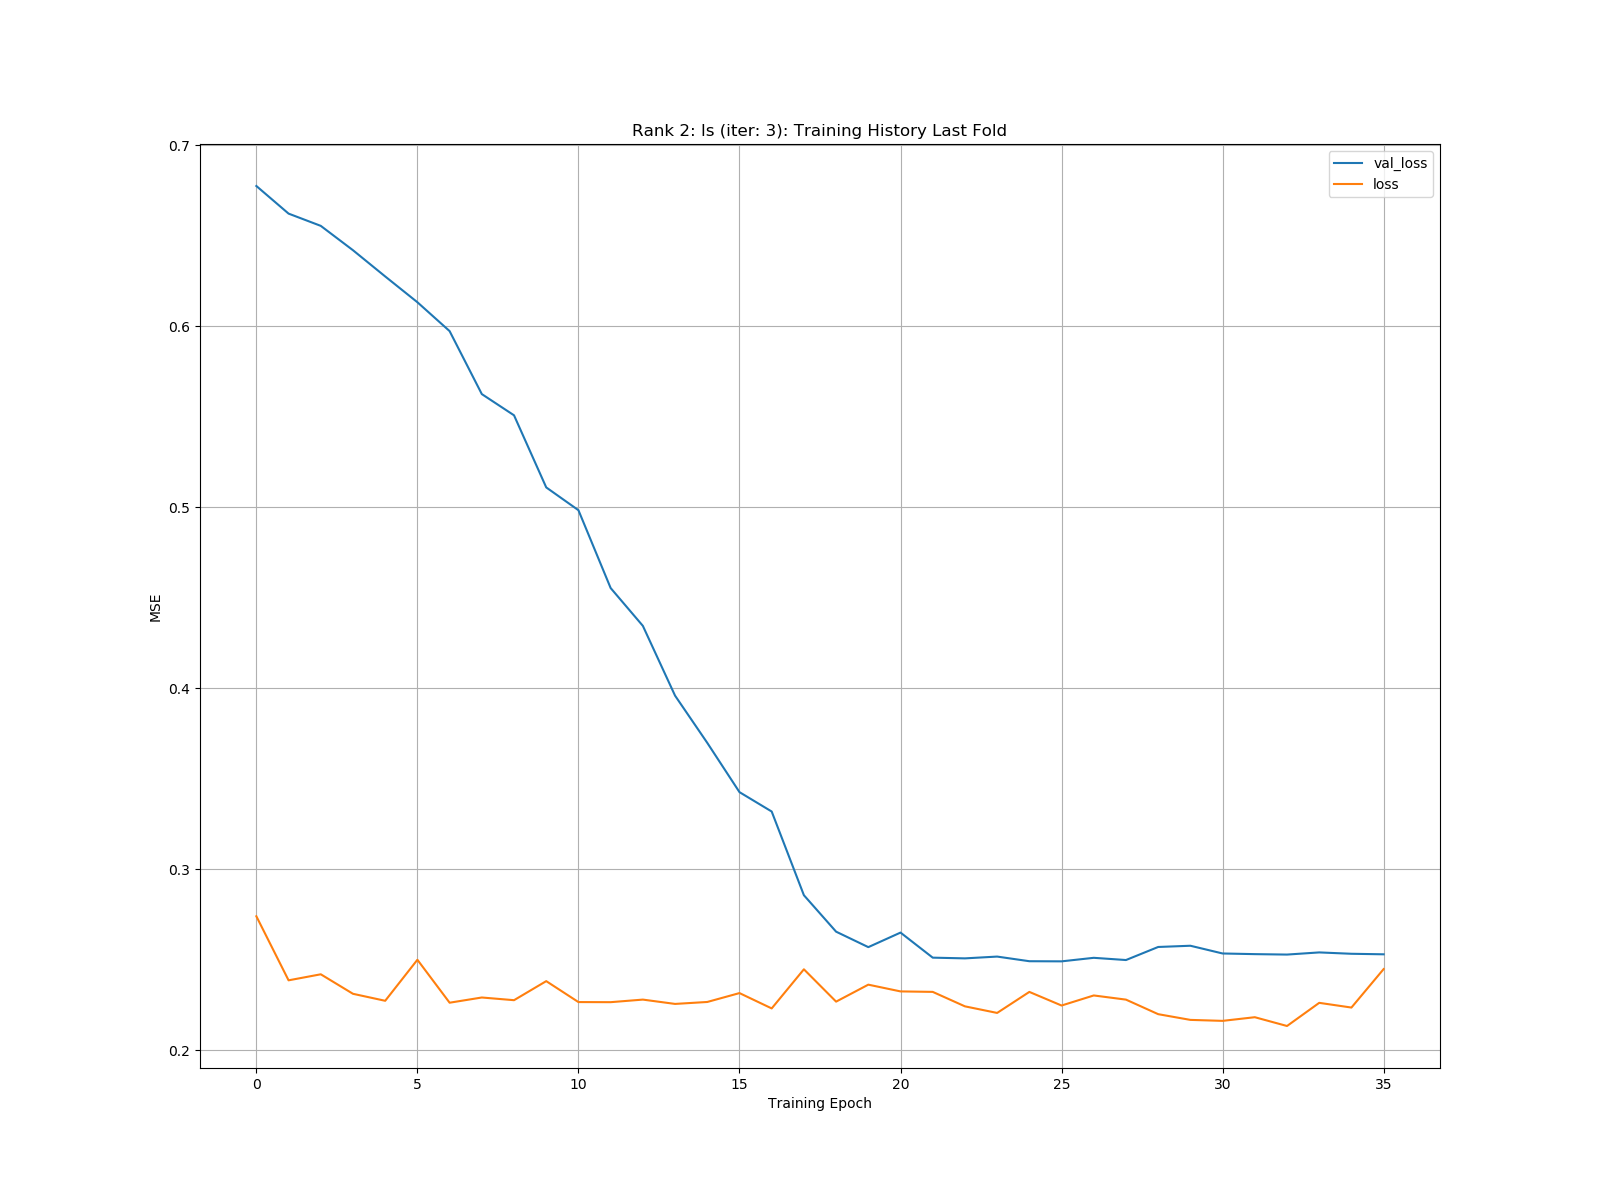 Rank 2: ls (iter: 3): Training History Last Fold
val_loss
loss
0.7
0.6
0.5
0.4
0.3
0.2
MSE
0 5 10 15 20 25 30 35
Training Epoch